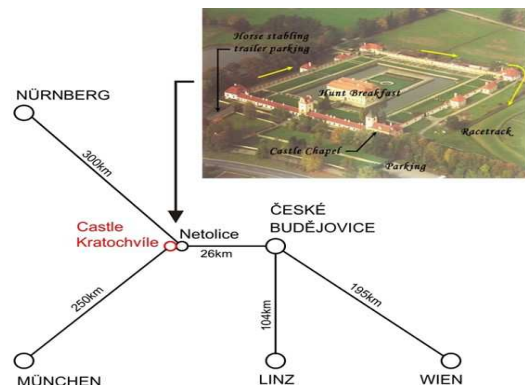 Horse stabling
trailer parking
Hunt Breakfast
Racetrack
Castle Chapel
Parking
NÜRNBERG
300km
Castle
Kratochvíle
Netolice
ČESKÉ
BUDĚJOVICE
26km
250km
104km
195km
MÜNCHEN
LINZ
WIEN